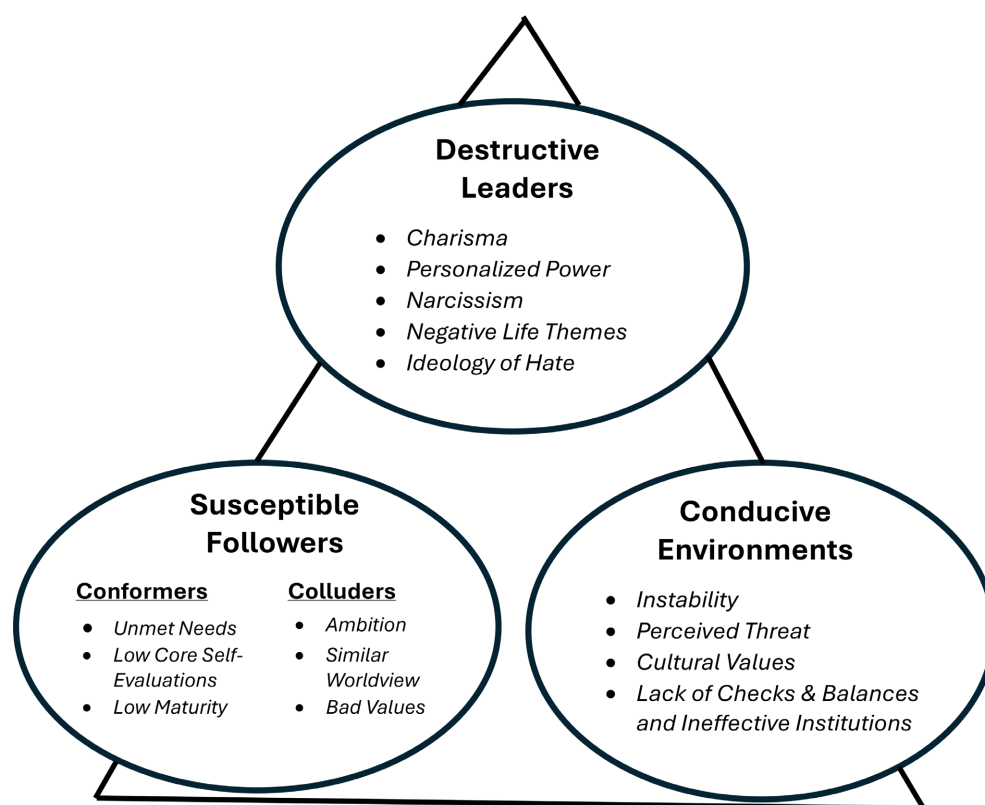 Destructive
Leaders
• Charisma
• Personalized Power
• Narcissism
• Negative Life Themes
• Ideology of Hate
Susceptible
Followers
Conformers
• Unmet Needs
• Low Core Self-
Evaluations
• Low Maturity
Colluders
• Ambition
• Similar
Worldview
• Bad Values
Conducive
Environments
• Instability
• Perceived Threat
• Cultural Values
• Lack of Checks & Balances
and Ineffective Institutions